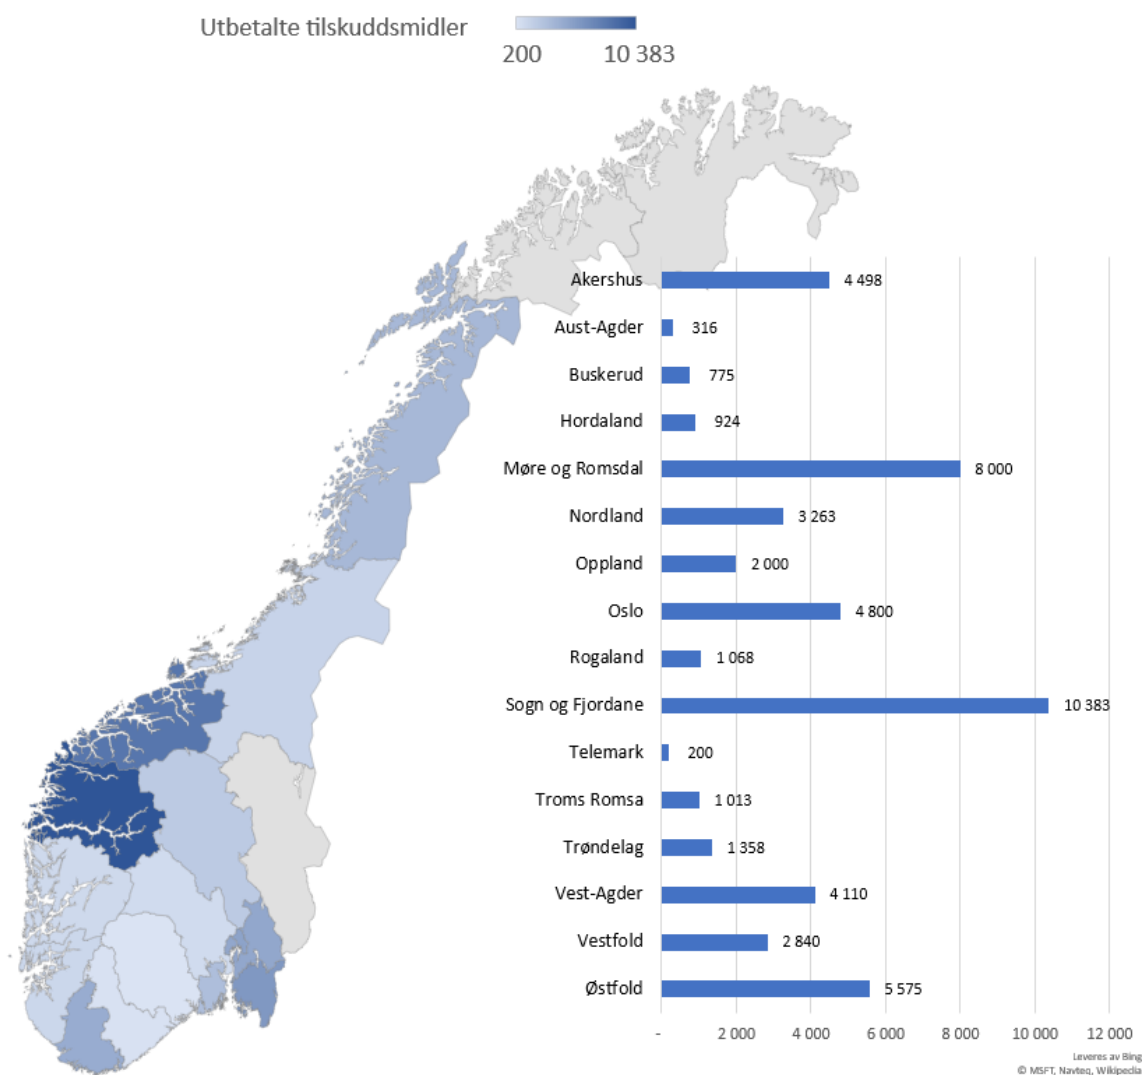 Utbetalte tilskuddsmidler
200 10 383
Akershus 4 498
Aust-Agder 316
Buskerud 775
Hordaland 924
Møre og Romsdal 8 000
Nordland 3 263
Oppland 2 000
Oslo 4 800
Rogaland 1 068
Sogn og Fjordane 10 383
Telemark 200
Troms Romsa 1 013
Trøndelag 1 358
Vest-Agder 4 110
Vestfold 2 840
Østfold 5 575
- 2 000 4 000 6 000 8 000 10 000 12 000
Leveres av Bing
© MSFT, Navteq, Wikipedia